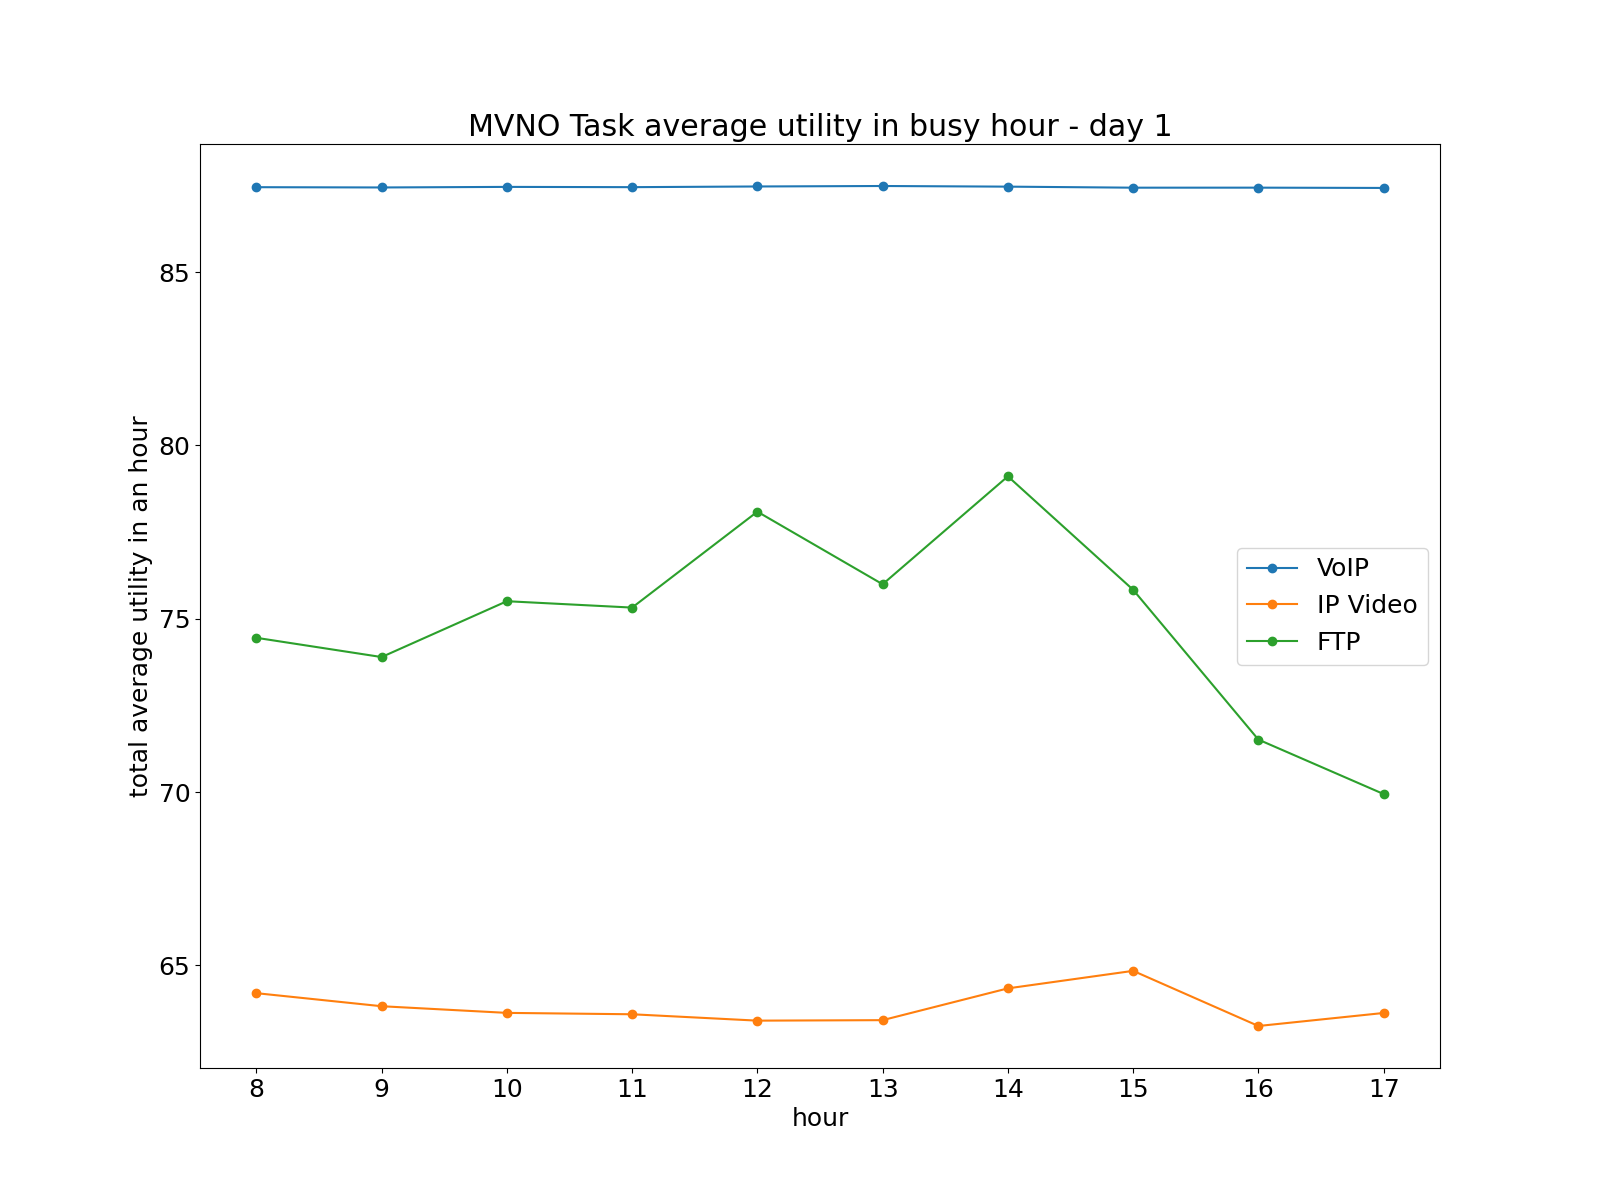 MVNO Task average utility in busy hour - day 1
total average utility in an hour
85
80
75
70
65
VoIP
IP Video
FTP
8 9 10 11 12 13 14 15 16 17
hour